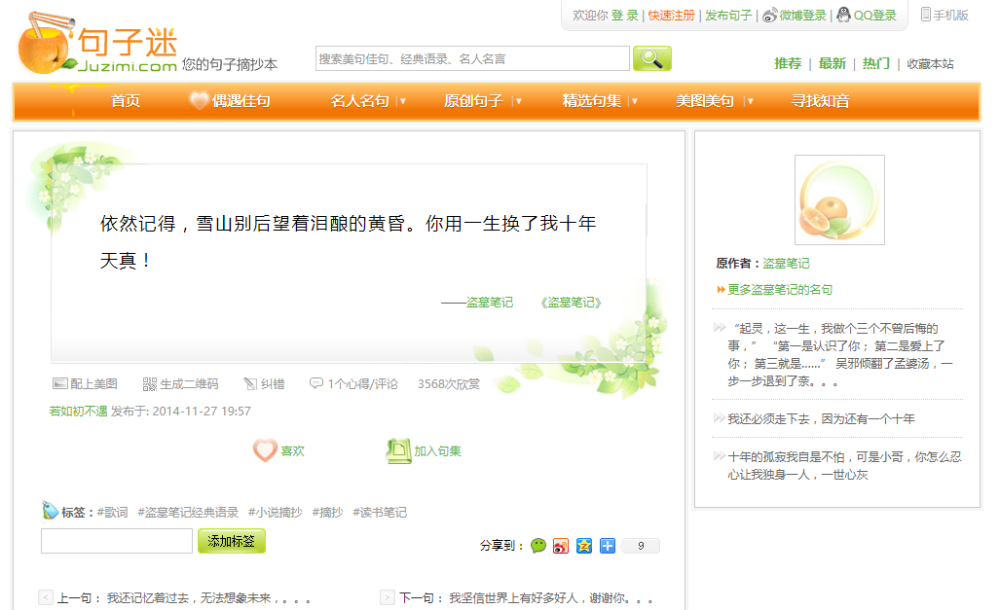 欢迎你 登 录 | 快速注册 | 发布句子 | 微博登录 | QQ登录
手机版
句子迷
Juzimi.com 您的句子摘抄本
搜索美句佳句、经典语录、名人名言
推荐 | 最新 | 热门 | 收藏本站
首页 偶遇佳句 名人名句 原创句子 精选句集 美图美句 寻找知音
依然记得，雪山别后望着泪酿的黄昏。你用一生换了我十年
天真！
——盗墓笔记 《盗墓笔记》
配上美图 生成二维码 纠错 1个心得/评论 3568次欣赏
若如初不遇 发布于: 2014-11-27 19:57
喜欢 加入句集
标签：#歌词 #盗墓笔记经典语录 #小说摘抄 #摘抄 #读书笔记
添加标签
分享到： 9
上一句： 我还记忆着过去，无法想象未来，。。。
下一句： 我坚信世界上有好多好人，谢谢你。。。
原作者：盗墓笔记
更多盗墓笔记的名句
“起灵，这一生，我做个三个不曾后悔的
事，” “第一是认识了你； 第二是爱上了
你； 第三就是……” 吴邪倾翻了孟婆汤，一
步一步退到了奈。。。
我还必须走下去，因为还有一个十年
十年的孤寂我自是不怕，可是小哥，你怎么忍
心让我独身一人，一世心灰